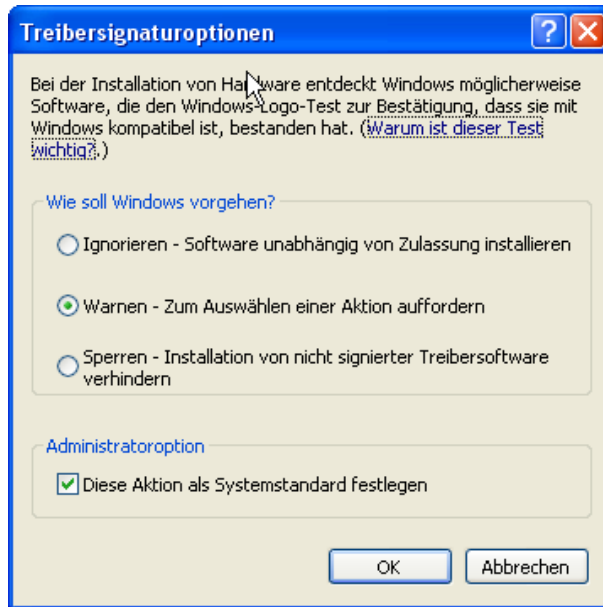 Treibersignaturoptionen
Bei der Installation von Hardware entdeckt Windows möglicherweise
Software, die den Windows-Logo-Test zur Bestätigung, dass sie mit
Windows kompatibel ist, bestanden hat. (Warum ist dieser Test
wichtig?.)
Wie soll Windows vorgehen?
Ignorieren - Software unabhängig von Zulassung installieren
Warnen - Zum Auswählen einer Aktion auffordern
Sperren - Installation von nicht signierter Treibersoftware
verhindern
Administratoroption
Diese Aktion als Systemstandard festlegen
OK Abbrechen